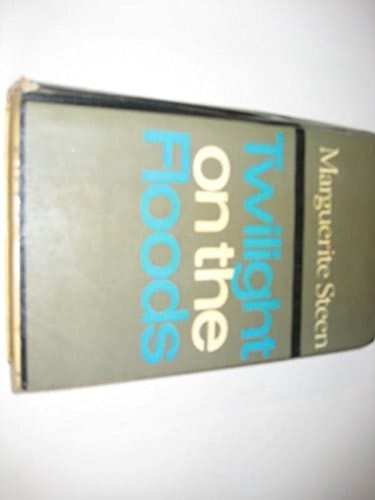 Marguerite Steen
Twilight
on the
Floods